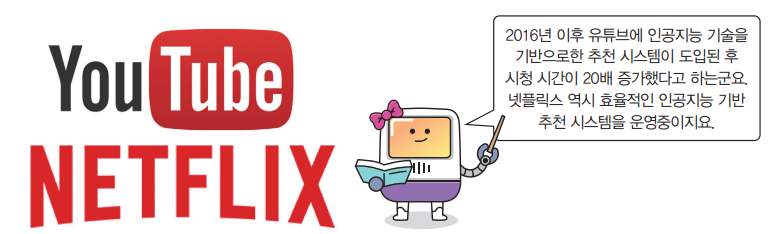 YouTube
NETFLIX
2016년 이후 유튜브에 인공지능 기술을
기반으로한 추천 시스템이 도입된 후
시청 시간이 20배 증가했다고 하는군요.
넷플릭스 역시 효율적인 인공지능 기반
추천 시스템을 운영중이지요.